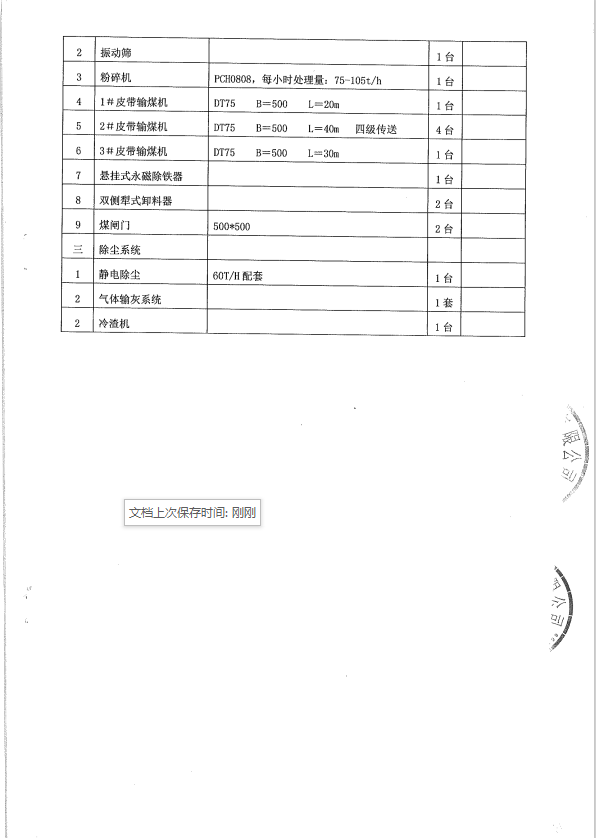 2 振动筛 1台
3 粉碎机 PCH0808，每小时处理量：75-105t/h 1台
4 1＃皮带输煤机 DT75 B＝500 L＝20m 1台
5 2＃皮带输煤机 DT75 B＝500 L＝40m 四级传送 4台
6 3＃皮带输煤机 DT75 B＝500 L＝30m 1台
7 悬挂式永磁除铁器 1台
8 双侧犁式卸料器 2台
9 煤闸门 500*500 2台
三 除尘系统
1 静电除尘 60T/H配套 1台
2 气体输灰系统 1套
2 冷渣机 1台
限公司
文档上次保存时间: 刚刚
公司